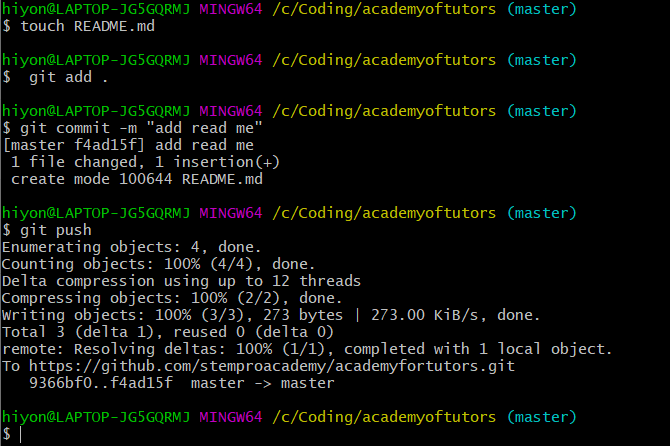 hiyon@LAPTOP-JG5GQRMJ MINGW64 /c/Coding/academyoftutors (master)
$ touch README.md
hiyon@LAPTOP-JG5GQRMJ MINGW64 /c/Coding/academyoftutors (master)
$  git add .
hiyon@LAPTOP-JG5GQRMJ MINGW64 /c/Coding/academyoftutors (master)
$ git commit -m "add read me"
[master f4ad15f] add read me
 1 file changed, 1 insertion(+)
 create mode 100644 README.md
hiyon@LAPTOP-JG5GQRMJ MINGW64 /c/Coding/academyoftutors (master)
$ git push
Enumerating objects: 4, done.
Counting objects: 100% (4/4), done.
Delta compression using up to 12 threads
Compressing objects: 100% (2/2), done.
Writing objects: 100% (3/3), 273 bytes | 273.00 KiB/s, done.
Total 3 (delta 1), reused 0 (delta 0)
remote: Resolving deltas: 100% (1/1), completed with 1 local object.
To https://github.com/stemproacademy/academyfortutors.git
   9366bf0..f4ad15f  master -> master
hiyon@LAPTOP-JG5GQRMJ MINGW64 /c/Coding/academyoftutors (master)
$